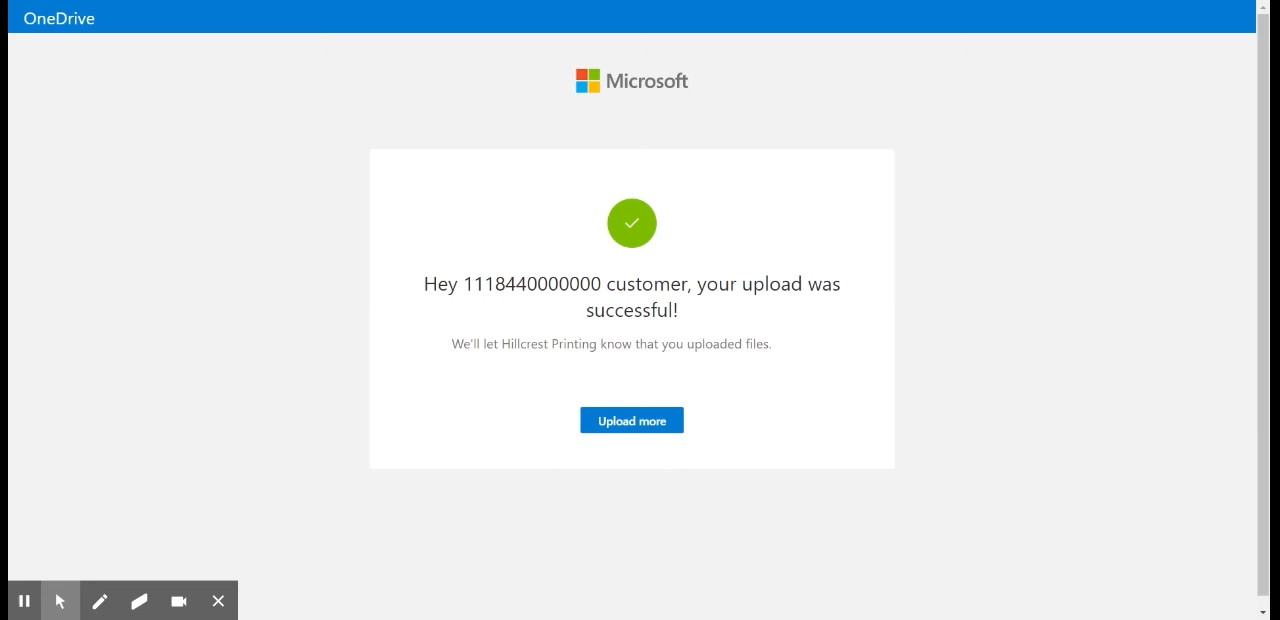 OneDrive
Microsoft
Hey 1118440000000 customer, your upload was
successful!
We'll let Hillcrest Printing know that you uploaded files.
Upload more